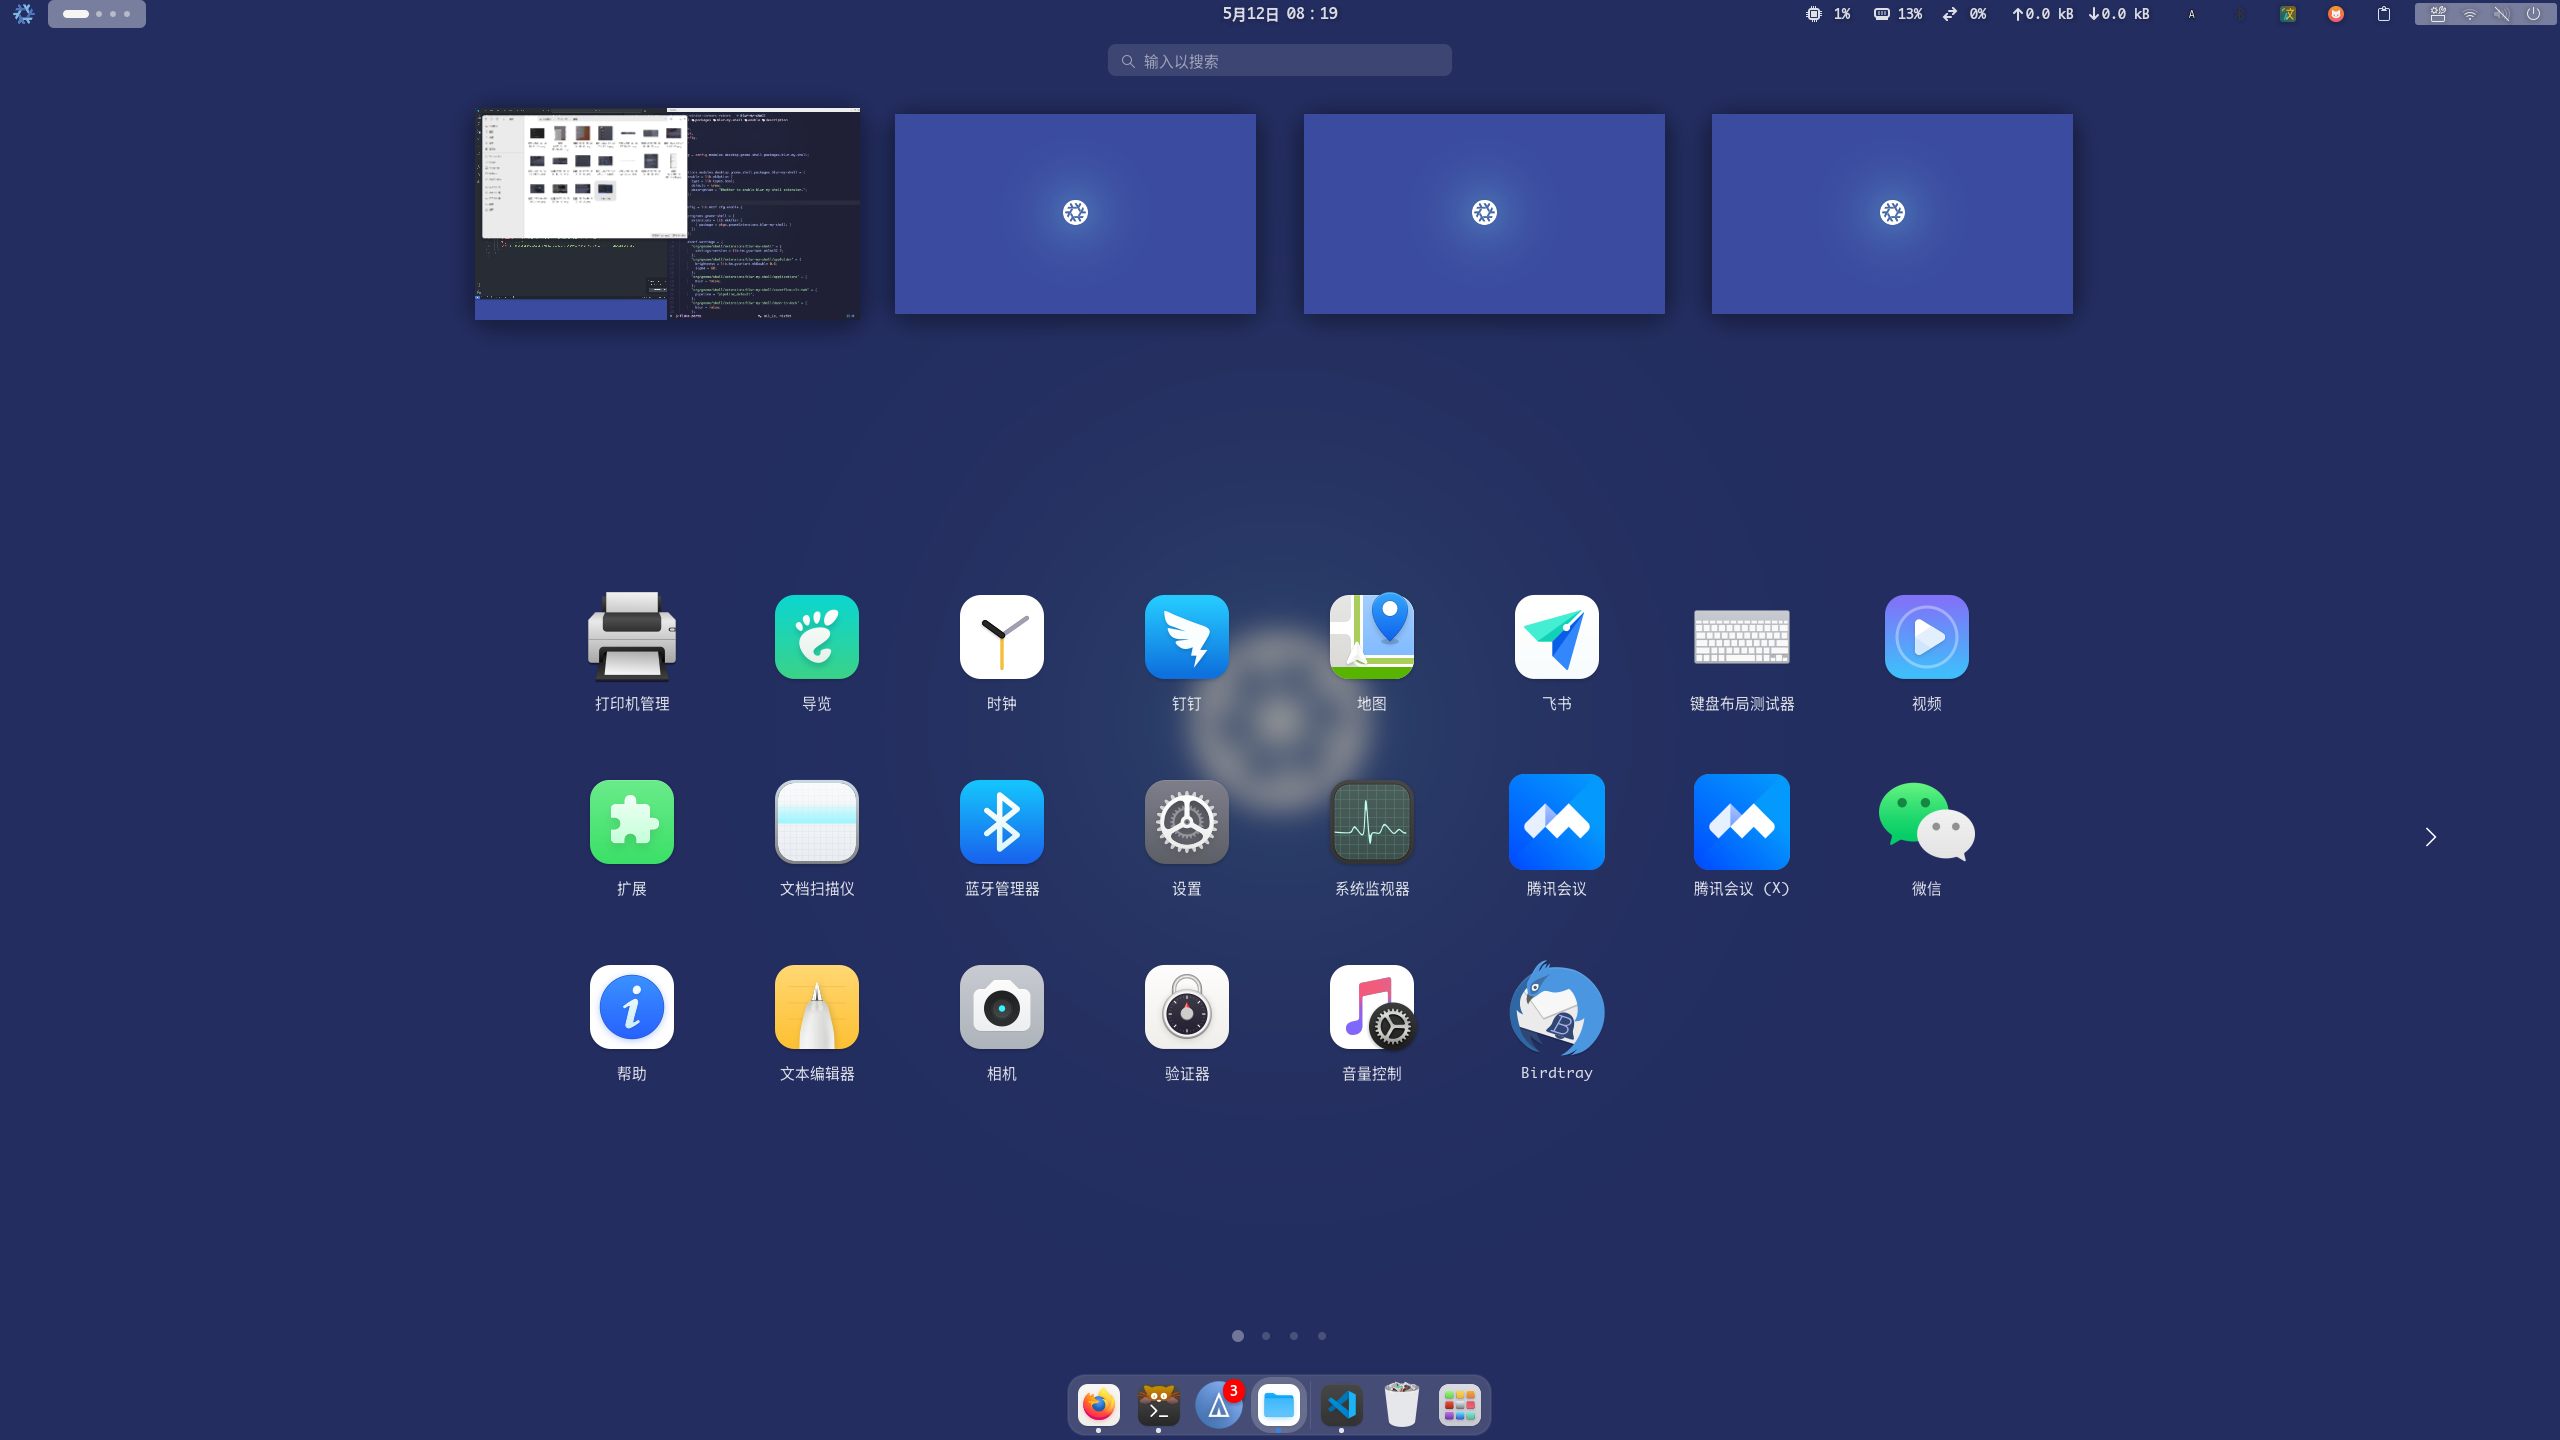 5月12日 08：19
1%
13%
0%
↑0.0 kB ↓0.0 kB
A
文
输入以搜索
打印机管理
导览
时钟
钉钉
地图
飞书
键盘布局测试器
视频
扩展
文档扫描仪
蓝牙管理器
设置
系统监视器
腾讯会议
腾讯会议 (X)
微信
帮助
文本编辑器
相机
验证器
音量控制
Birdtray
3